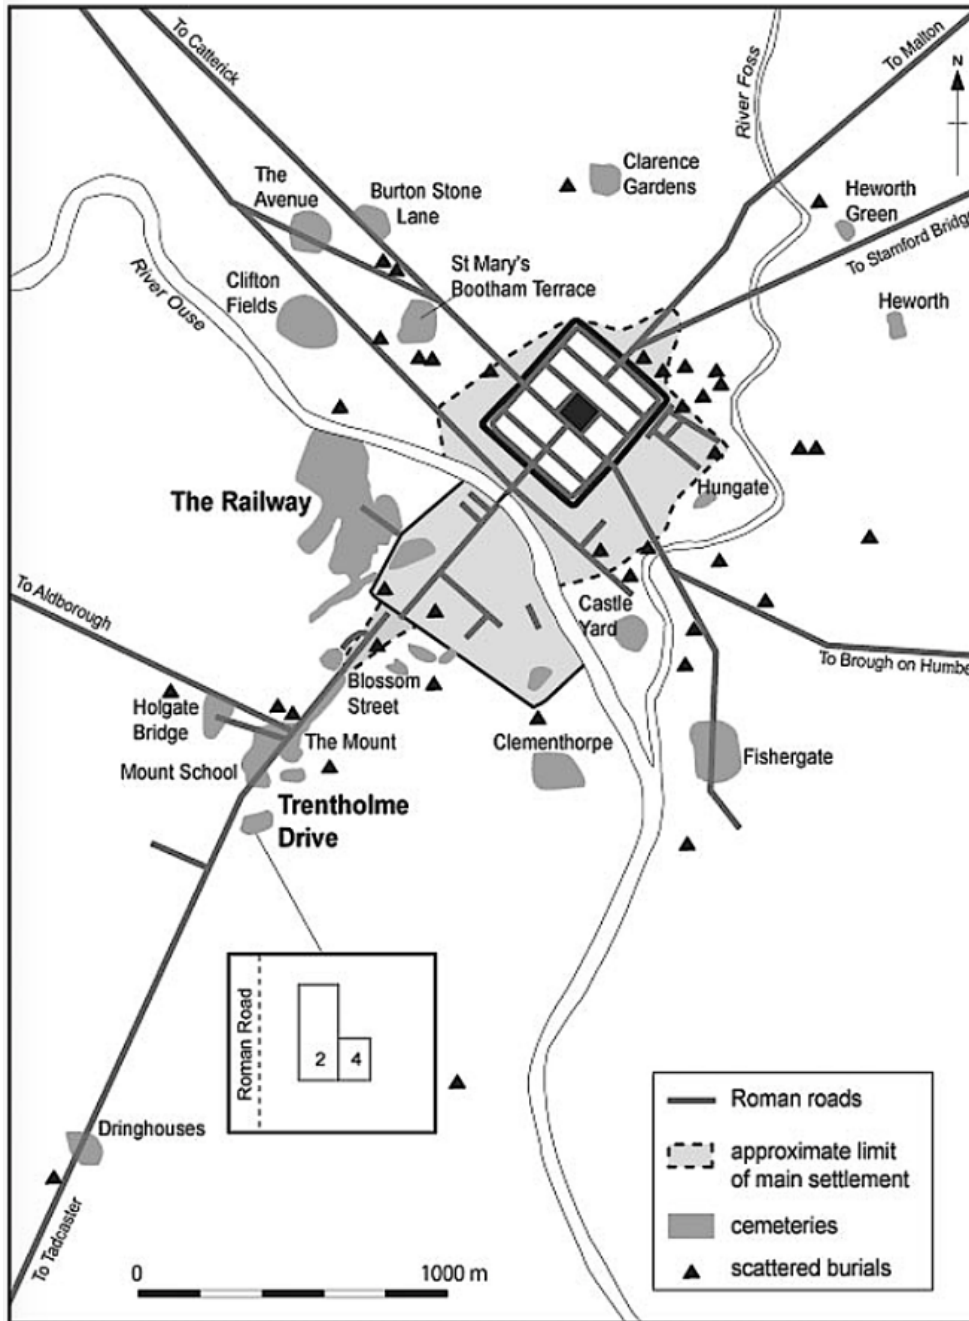 To Catterick
River Foss
To Malton
N
The
Avenue
Burton Stone
Lane
Clarence
Gardens
Heworth
Green
To Stamford Bridge
River Ouse
Clifton
Fields
St Mary's
Bootham Terrace
Heworth
The Railway
Hungate
To Aldborough
Castle
Yard
To Brough on Humbe
Holgate
Bridge
Blossom
Street
The Mount
Mount School
Clementhorpe
Fishergate
Trentholme
Drive
Roman Road
2
4
Dringhouses
To Tadcaster
0
1000 m
Roman roads
approximate limit
of main settlement
cemeteries
scattered burials